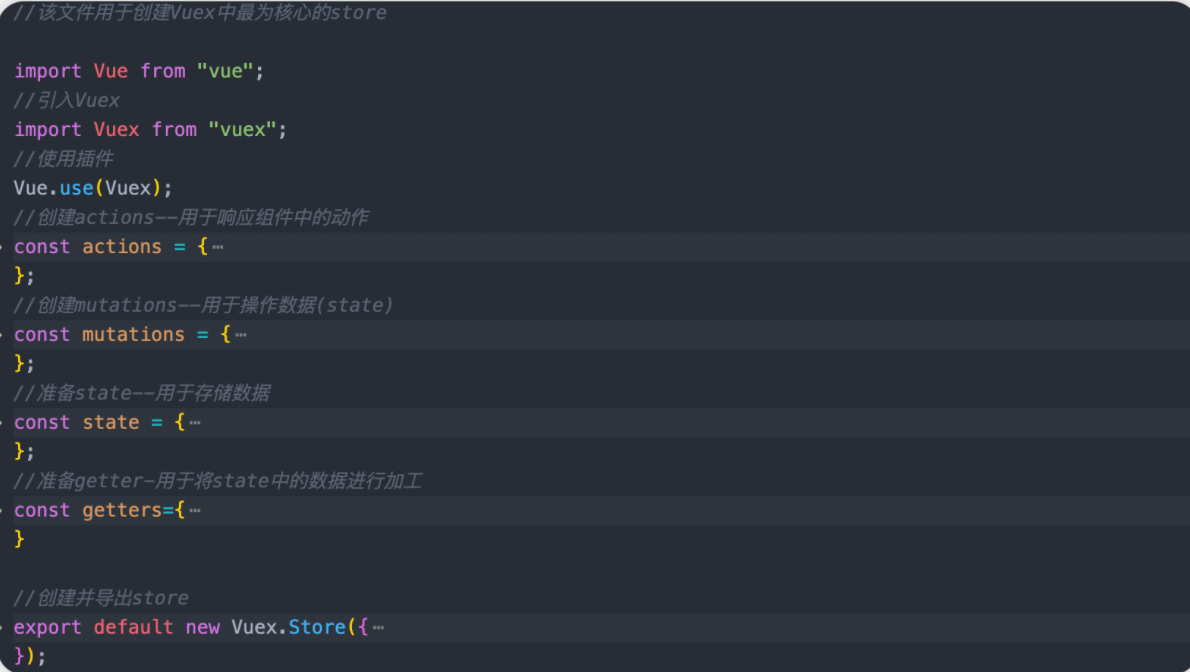 //该文件用于创建Vuex中最为核心的store
import Vue from "vue";
//引入Vuex
import Vuex from "vuex";
//使用插件
Vue.use(Vuex);
//创建actions——用于响应组件中的动作
const actions = {⋯
};
//创建mutations——用于操作数据(state)
const mutations = {⋯
};
//准备state——用于存储数据
const state = {⋯
};
//准备getter-用于将state中的数据进行加工
const getters={⋯
}
//创建并导出store
export default new Vuex.Store({⋯
});